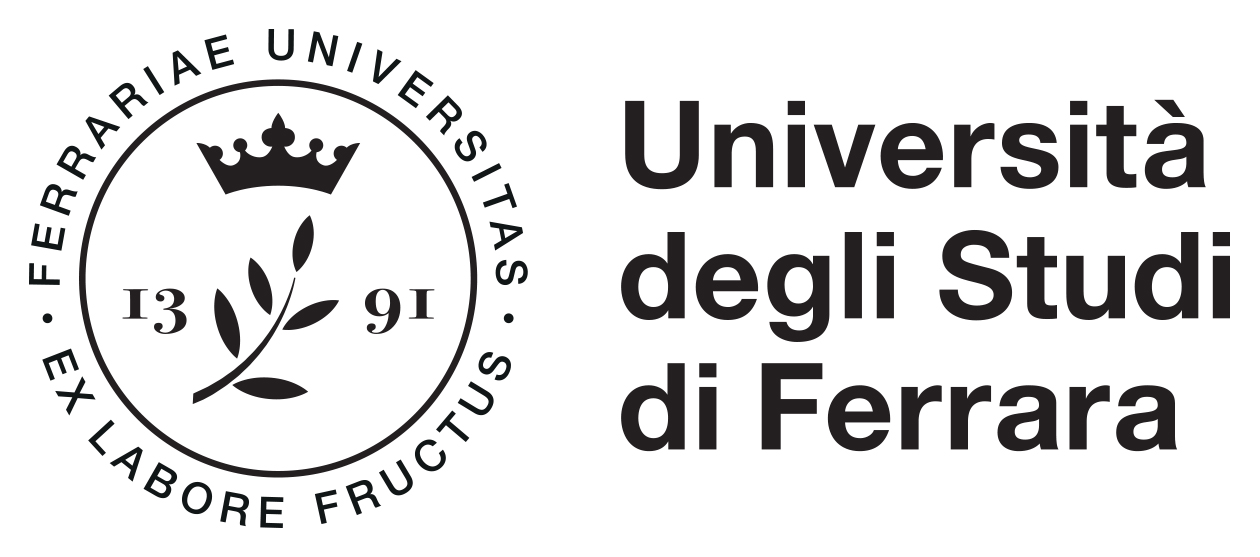 FERRARIAE UNIVERSITAS
13 91
• EX LABORE FRUCTUS •
Università
degli Studi
di Ferrara